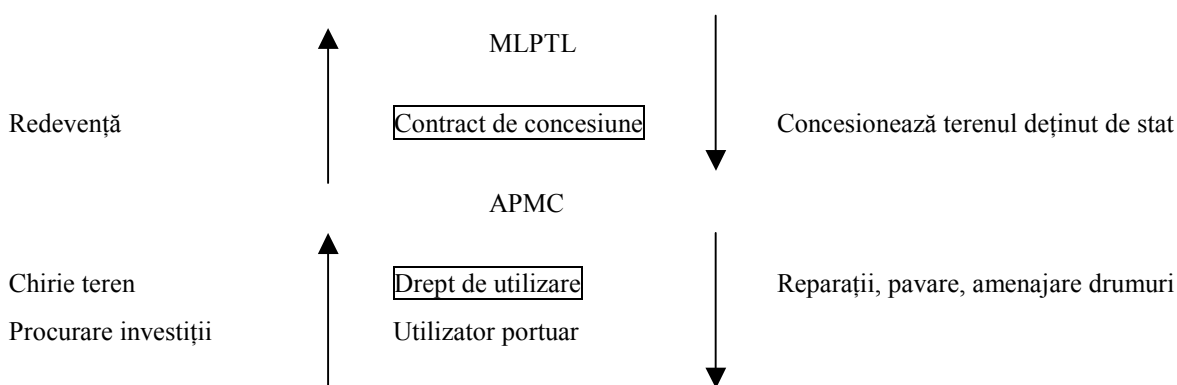 MLPTL
Redevență Contract de concesiune Concesionează terenul deținut de stat
APMC
Chirie teren Drept de utilizare Reparații, pavare, amenajare drumuri
Procurare investiții Utilizator portuar